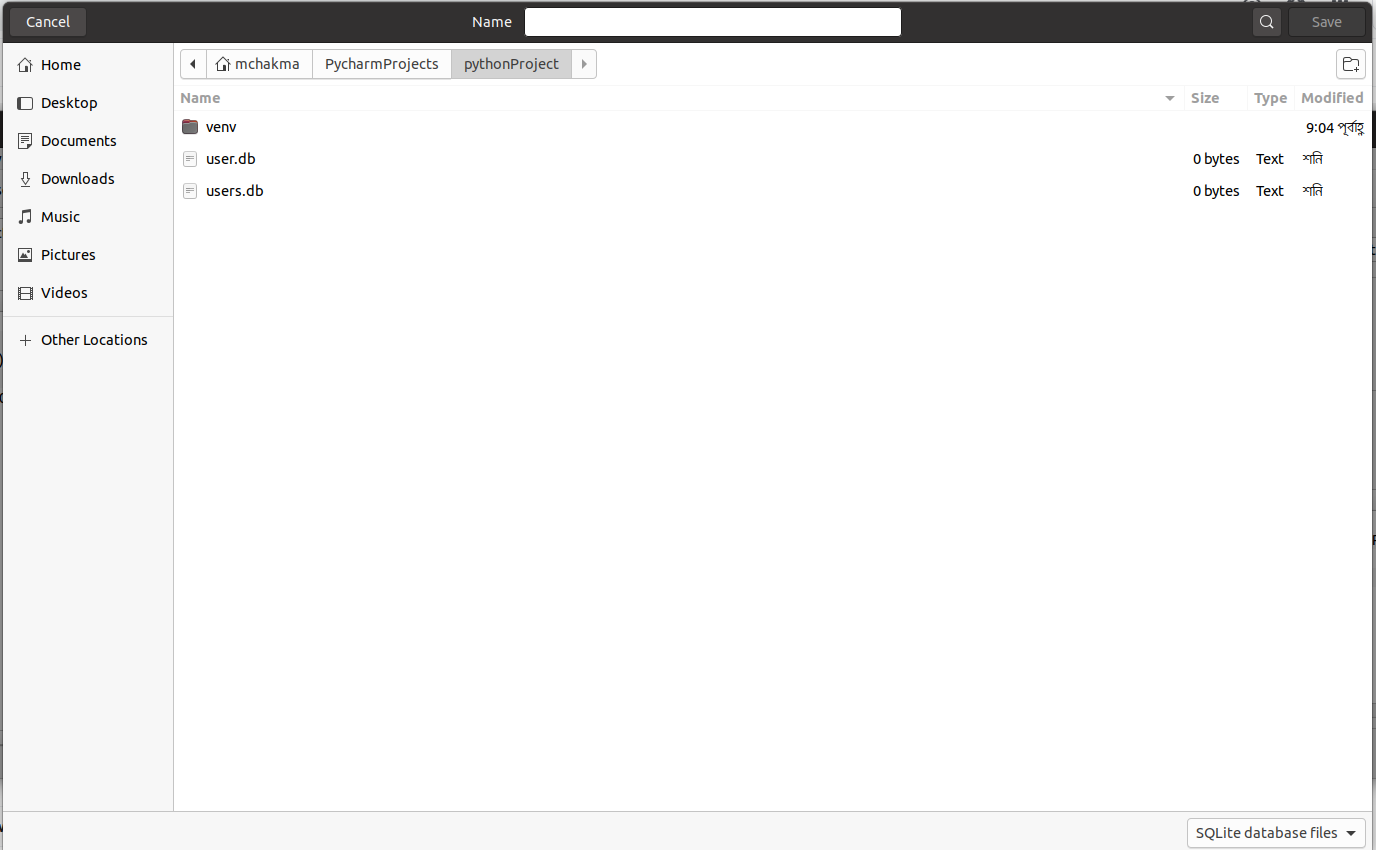 Cancel Name Save
Home
Desktop
Documents
Downloads
Music
Pictures
Videos
Other Locations
mchakma PycharmProjects pythonProject
Name Size Type Modified
venv 9:04 পূর্বাহ্ণ
user.db 0 bytes Text শনি
users.db 0 bytes Text শনি
SQLite database files